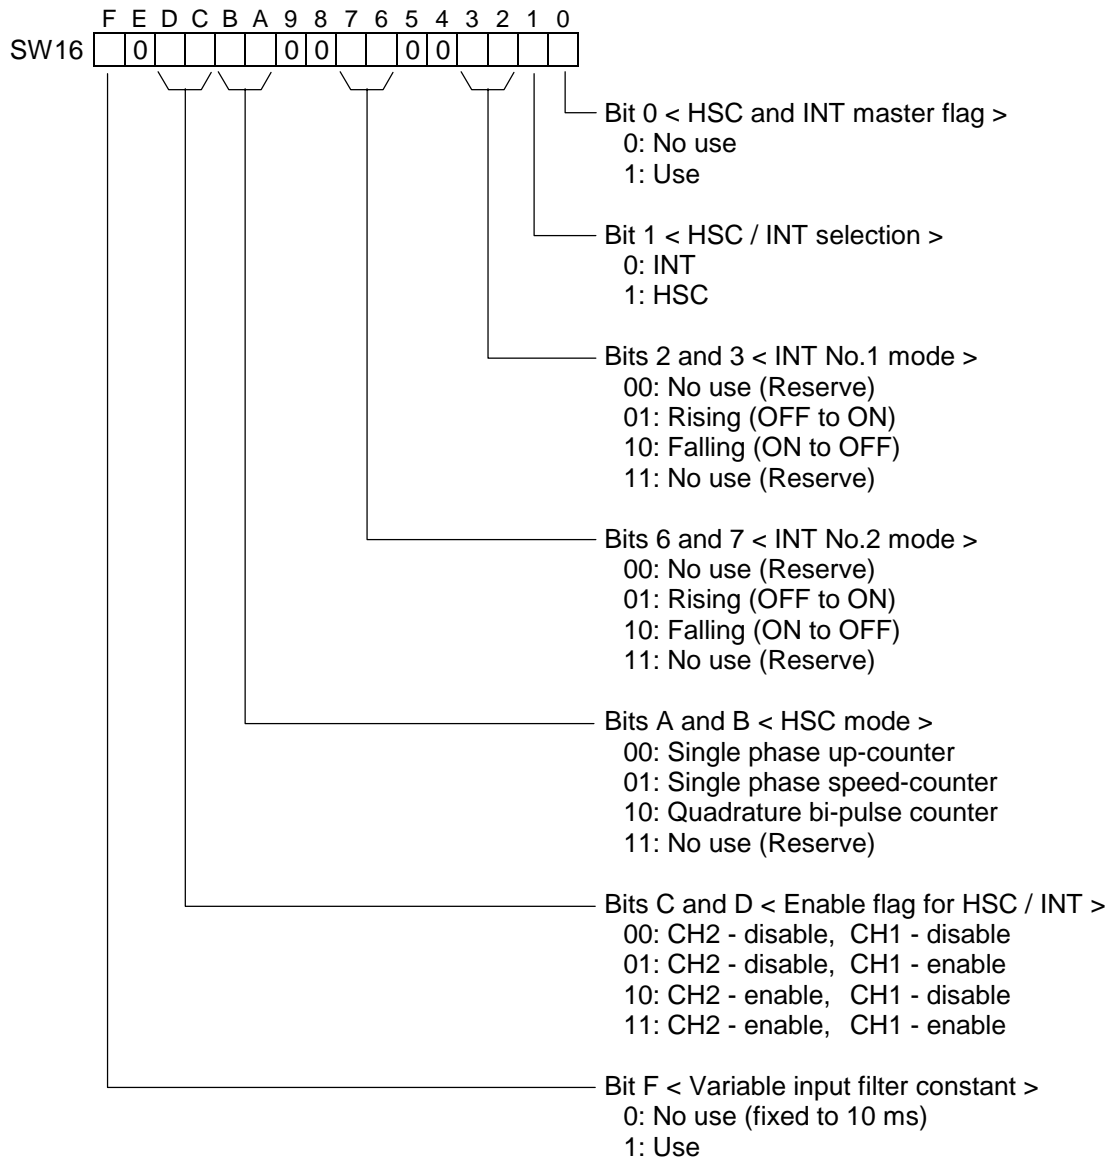 F E D C B A 9 8 7 6 5 4 3 2 1 0
SW16 0 0 0 0 0
Bit 0 < HSC and INT master flag >
0: No use
1: Use
Bit 1 < HSC / INT selection >
0: INT
1: HSC
Bits 2 and 3 < INT No.1 mode >
00: No use (Reserve)
01: Rising (OFF to ON)
10: Falling (ON to OFF)
11: No use (Reserve)
Bits 6 and 7 < INT No.2 mode >
00: No use (Reserve)
01: Rising (OFF to ON)
10: Falling (ON to OFF)
11: No use (Reserve)
Bits A and B < HSC mode >
00: Single phase up-counter
01: Single phase speed-counter
10: Quadrature bi-pulse counter
11: No use (Reserve)
Bits C and D < Enable flag for HSC / INT >
00: CH2 - disable, CH1 - disable
01: CH2 - disable, CH1 - enable
10: CH2 - enable, CH1 - disable
11: CH2 - enable, CH1 - enable
Bit F < Variable input filter constant >
0: No use (fixed to 10 ms)
1: Use